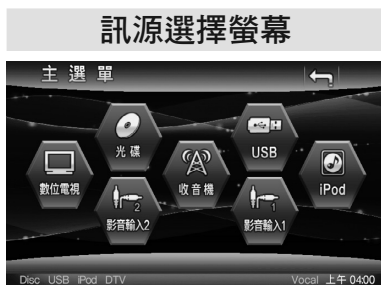 訊源選擇螢幕
主選單
光碟
USB
數位電視
收音機
iPod
2
1
影音輸入2
影音輸入1
Disc USB iPod DTV
Vocal 上午 04:00